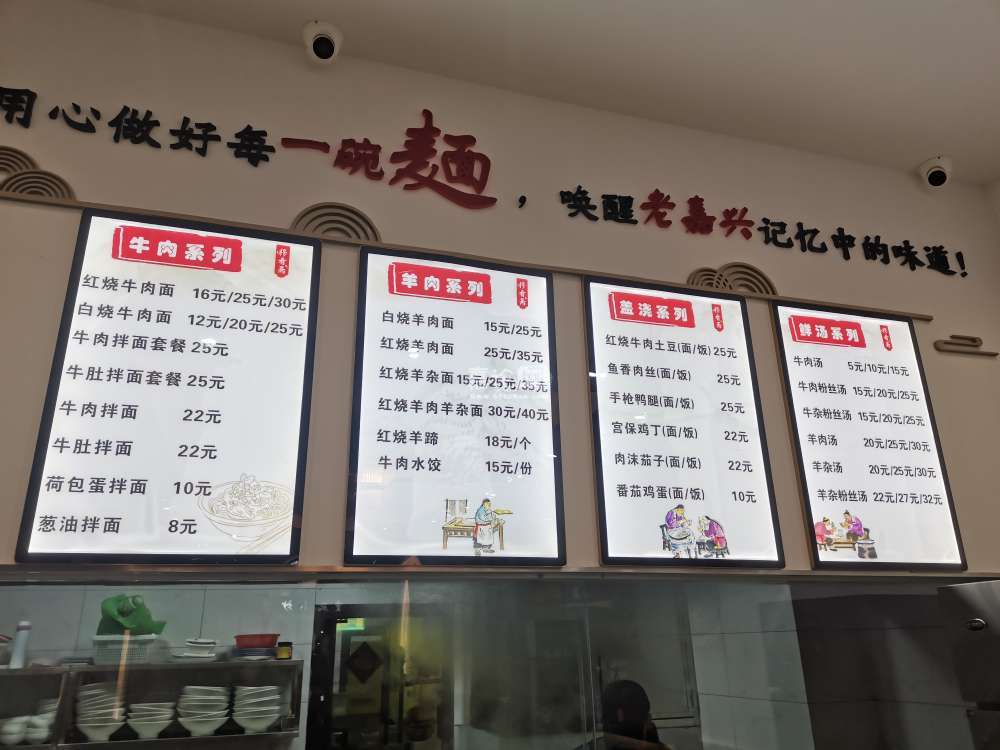 用心做好每一碗麵，唤醒老嘉兴记忆中的味道!
牛肉系列
红烧牛肉面 16元/25元/30元
白烧牛肉面 12元/20元/25元
牛肉拌面套餐 25元
牛肚拌面套餐 25元
牛肉拌面 22元
牛肚拌面 22元
荷包蛋拌面 10元
葱油拌面 8元
羊肉系列
白烧羊肉面 15元/25元
红烧羊肉面 25元/35元
红烧羊杂面 15元/25元/35元
红烧羊肉羊杂面 30元/40元
红烧羊蹄 18元/个
牛肉水饺 15元/份
盖浇系列
红烧牛肉土豆(面/饭) 25元
鱼香肉丝(面/饭) 25元
手枪鸭腿(面/饭) 25元
宫保鸡丁(面/饭) 22元
肉沫茄子(面/饭) 22元
番茄鸡蛋(面/饭) 10元
鲜汤系列
牛肉汤 5元/10元/15元
牛肉粉丝汤 15元/20元/25元
牛杂粉丝汤 15元/20元/25元
羊肉汤 20元/25元/30元
羊杂汤 20元/25元/30元
羊杂粉丝汤 22元/27元/32元